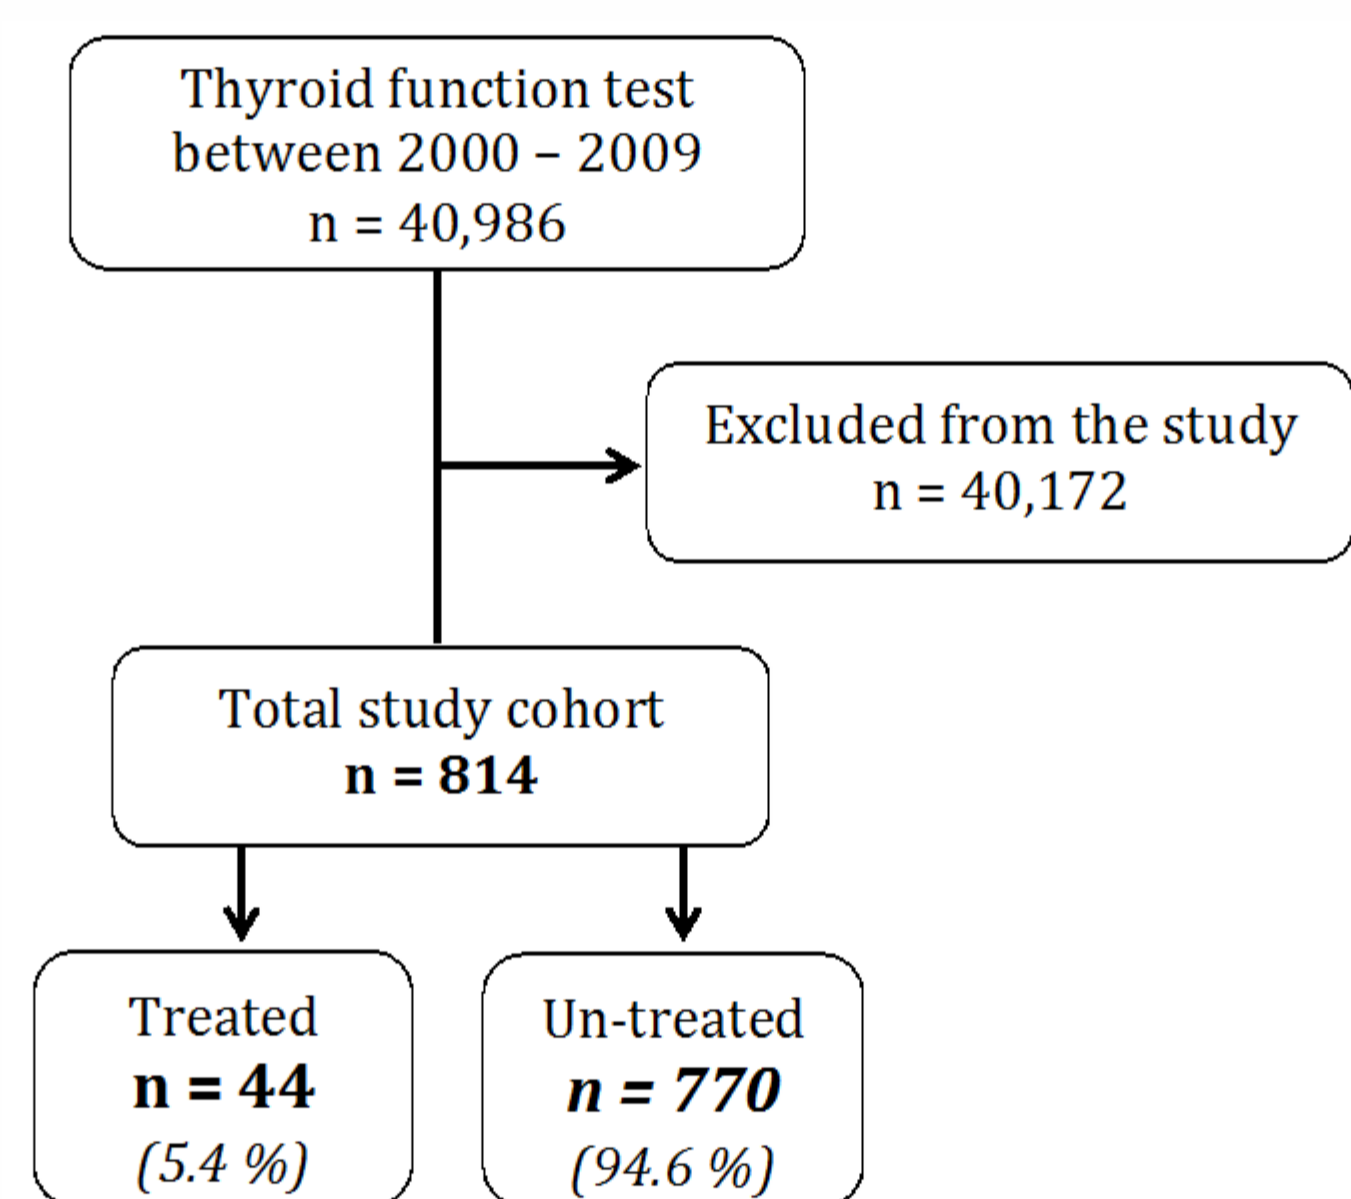 Thyroid function test
between 2000 – 2009
n = 40,986
Excluded from the study
n = 40,172
Total study cohort
n = 814
Treated
n = 44
(5.4 %)
Un-treated
n = 770
(94.6 %)